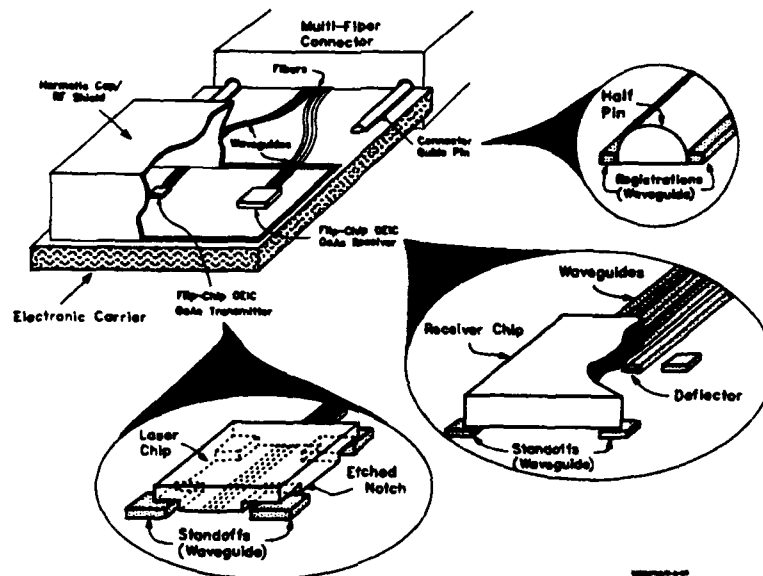 Multi-Fiber
Connector
Fibers
Hermetic Cap/
RF Shield
Waveguides
Connector
Guide Pin
Half
Pin
Registrations
(Waveguide)
Flip-Chip OEIC
GaAs Receiver
Flip-Chip OEIC
GaAs Transmitter
Electronic Carrier
Waveguides
Receiver Chip
Deflector
Standoffs
(Waveguide)
Laser
Chip
Etched
Notch
Standoffs
(Waveguide)